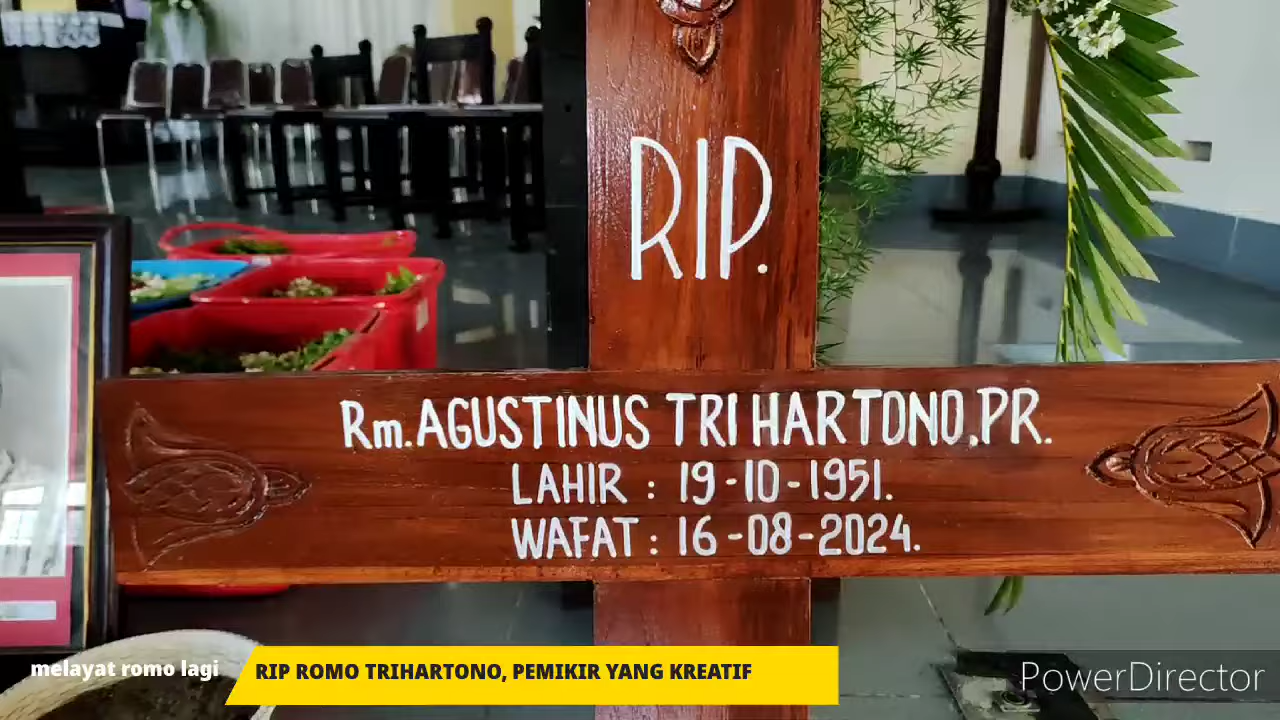 RIP.
Rm. AGUSTINUS TRI HARTONO, PR.
LAHIR : 19-10-1951.
WAFAT : 16-08-2024.
melayat romo lagi
RIP ROMO TRIHARTONO, PEMIKIR YANG KREATIF
PowerDirector